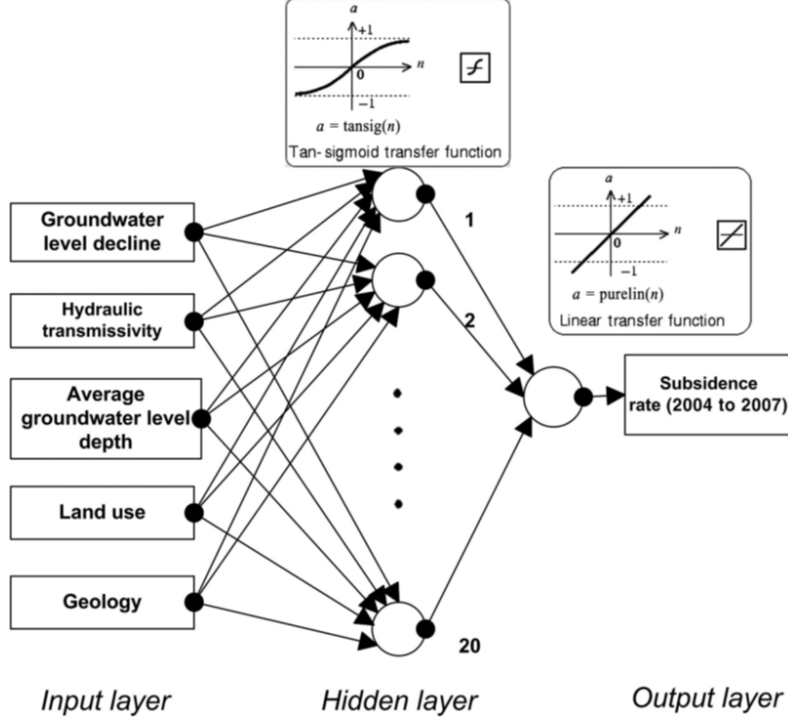 a
+1
n
0
−1
a = tansig(n)
Tan-sigmoid transfer function
a
+1
n
0
−1
a = purelin(n)
Linear transfer function
Groundwater
level decline
Hydraulic
transmissivity
Average
groundwater level
depth
Land use
Geology
1
2
20
Subsidence
rate (2004 to 2007)
Input layer
Hidden layer
Output layer